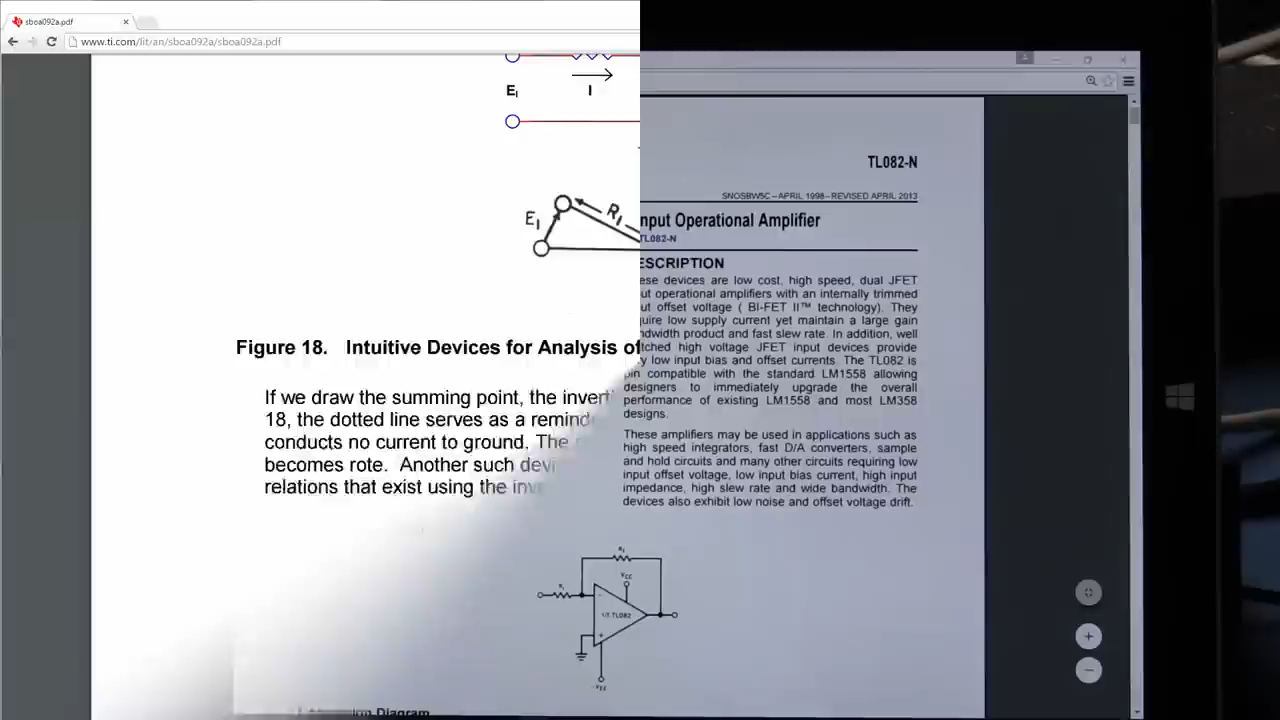 sboa092a.pdf
www.ti.com/lit/an/sboa092a/sboa092a.pdf
E1
I
E1
R1
TL082-N
SNOSBW5C – APRIL 1998 – REVISED APRIL 2013
nput Operational Amplifier
TL082-N
ESCRIPTION
ese devices are low cost, high speed, dual JFET
ut operational amplifiers with an internally trimmed
ut offset voltage ( BI-FET II™ technology). They
quire low supply current yet maintain a large gain
ndwidth product and fast slew rate. In addition, well
tched high voltage JFET input devices provide
y low input bias and offset currents. The TL082 is
pin compatible with the standard LM1558 allowing
designers to immediately upgrade the overall
performance of existing LM1558 and most LM358
designs.
These amplifiers may be used in applications such as
high speed integrators, fast D/A converters, sample
and hold circuits and many other circuits requiring low
input offset voltage, low input bias current, high input
impedance, high slew rate and wide bandwidth. The
devices also exhibit low noise and offset voltage drift.
Figure 18. Intuitive Devices for Analysis of
If we draw the summing point, the inverti
18, the dotted line serves as a remind
conducts no current to ground. The
becomes rote. Another such devi
relations that exist using the inv
VCC
1/2 TL082
-VEE
Diagram